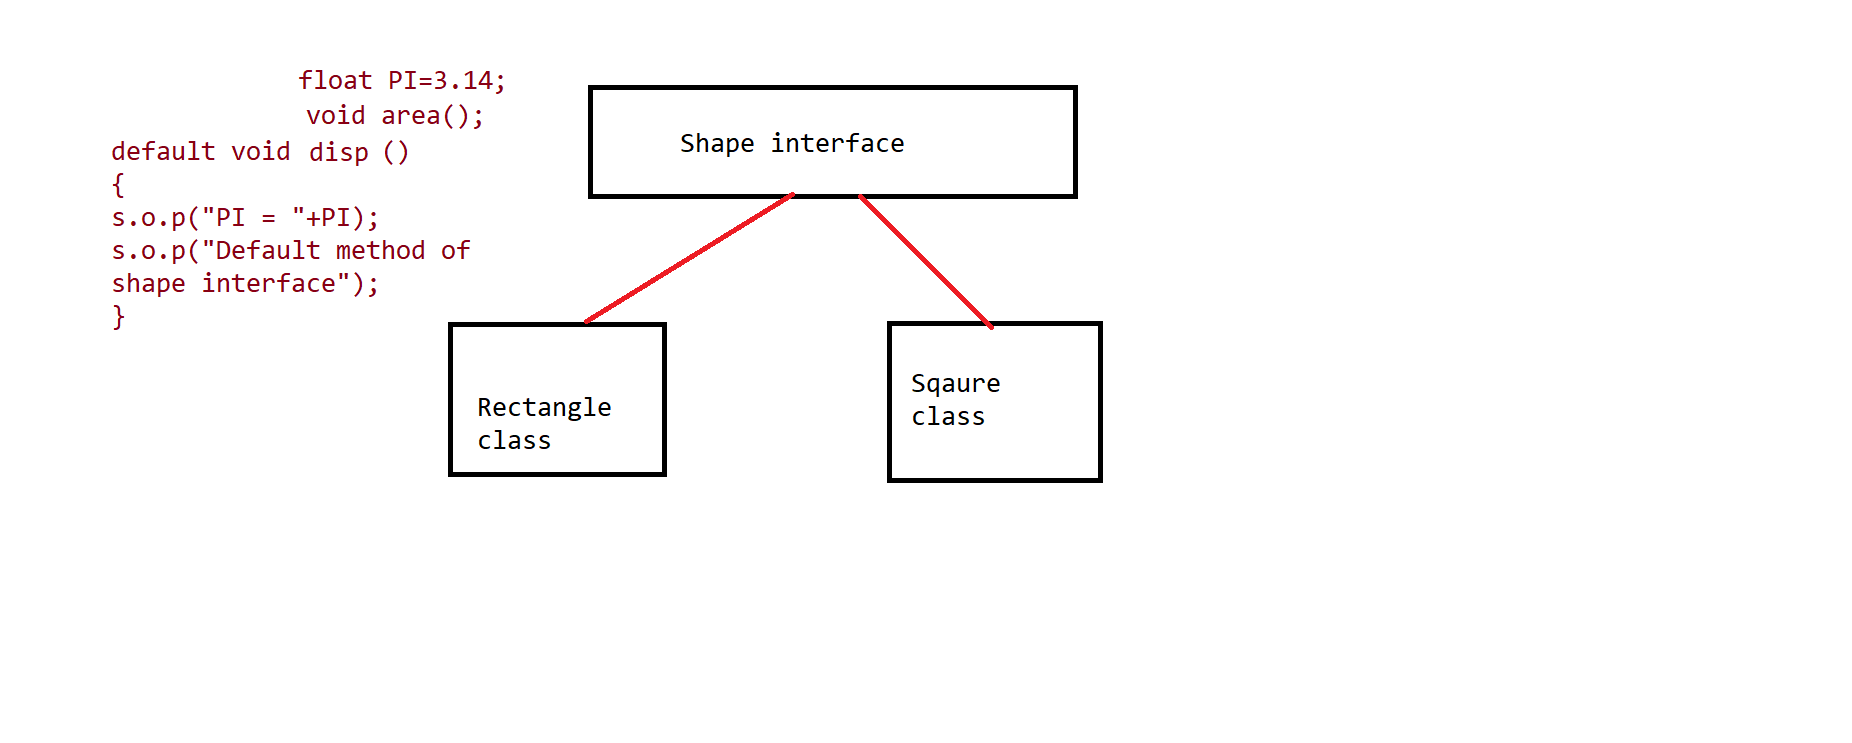 float PI=3.14;
void area();
default void disp ()
{
s.o.p("PI = "+PI);
s.o.p("Default method of
shape interface");
}
Shape interface
Rectangle
class
Sqaure
class